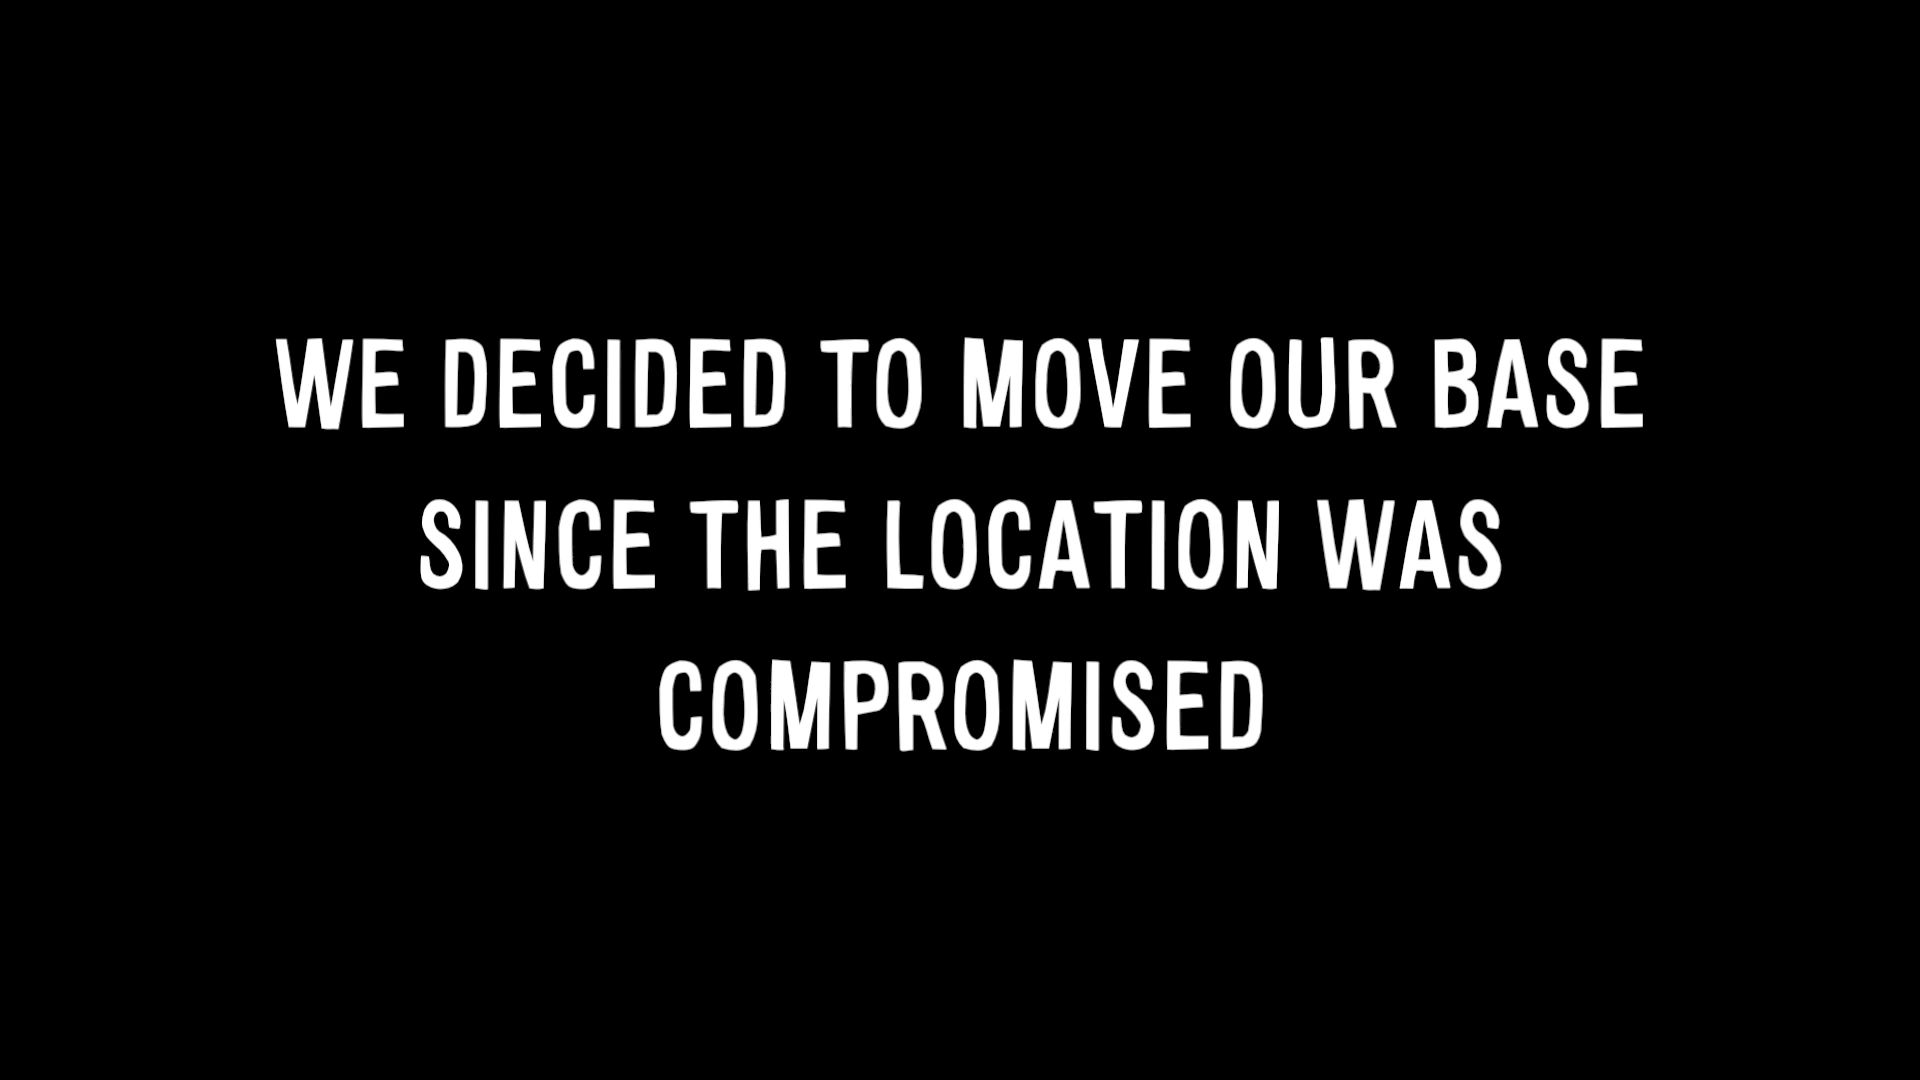 WE DECIDED TO MOVE OUR BASE
SINCE THE LOCATION WAS
COMPROMISED